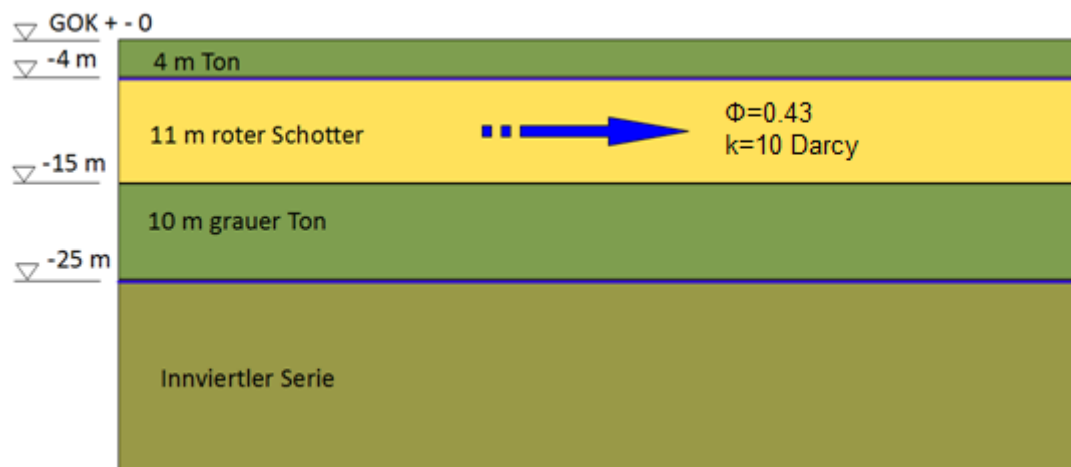 GOK + - 0
-4 m
4 m Ton
11 m roter Schotter
Φ=0.43
k=10 Darcy
-15 m
10 m grauer Ton
-25 m
Innviertler Serie